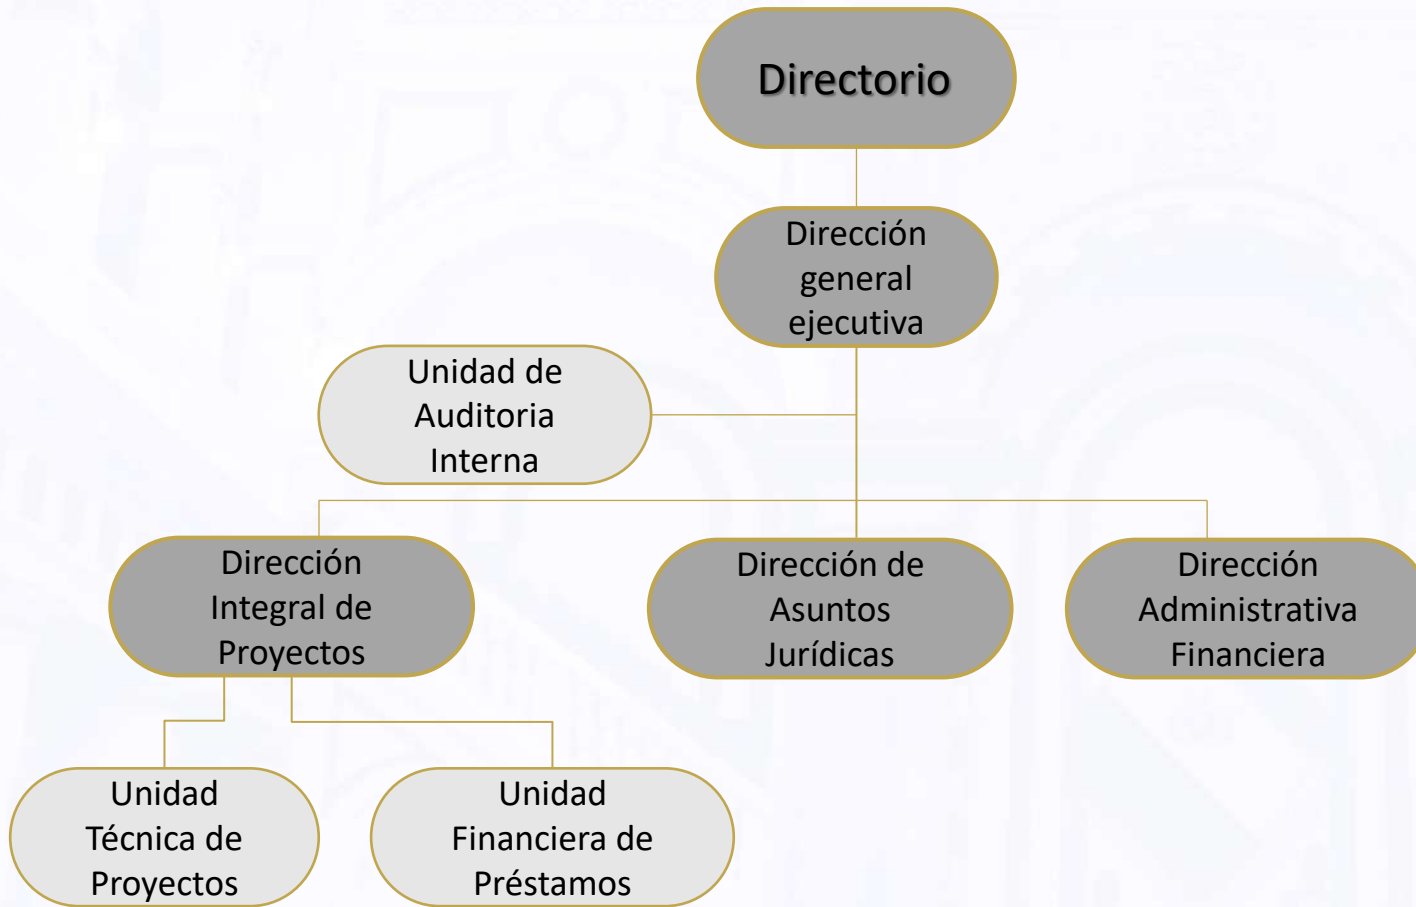 Directorio
Dirección
general
ejecutiva
Unidad de
Auditoria
Interna
Dirección
Integral de
Proyectos
Dirección de
Asuntos
Jurídicas
Dirección
Administrativa
Financiera
Unidad
Técnica de
Proyectos
Unidad
Financiera de
Préstamos